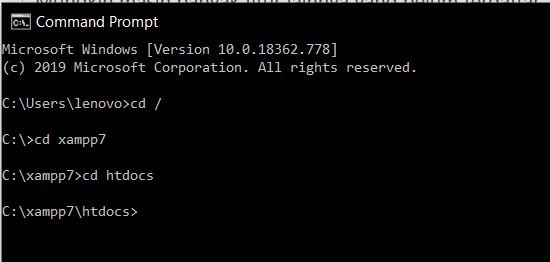 Command Prompt
Microsoft Windows [Version 10.0.18362.778]
(c) 2019 Microsoft Corporation. All rights reserved.
C:\Users\lenovo>cd /
C:\>cd xampp7
C:\xampp7>cd htdocs
C:\xampp7\htdocs>